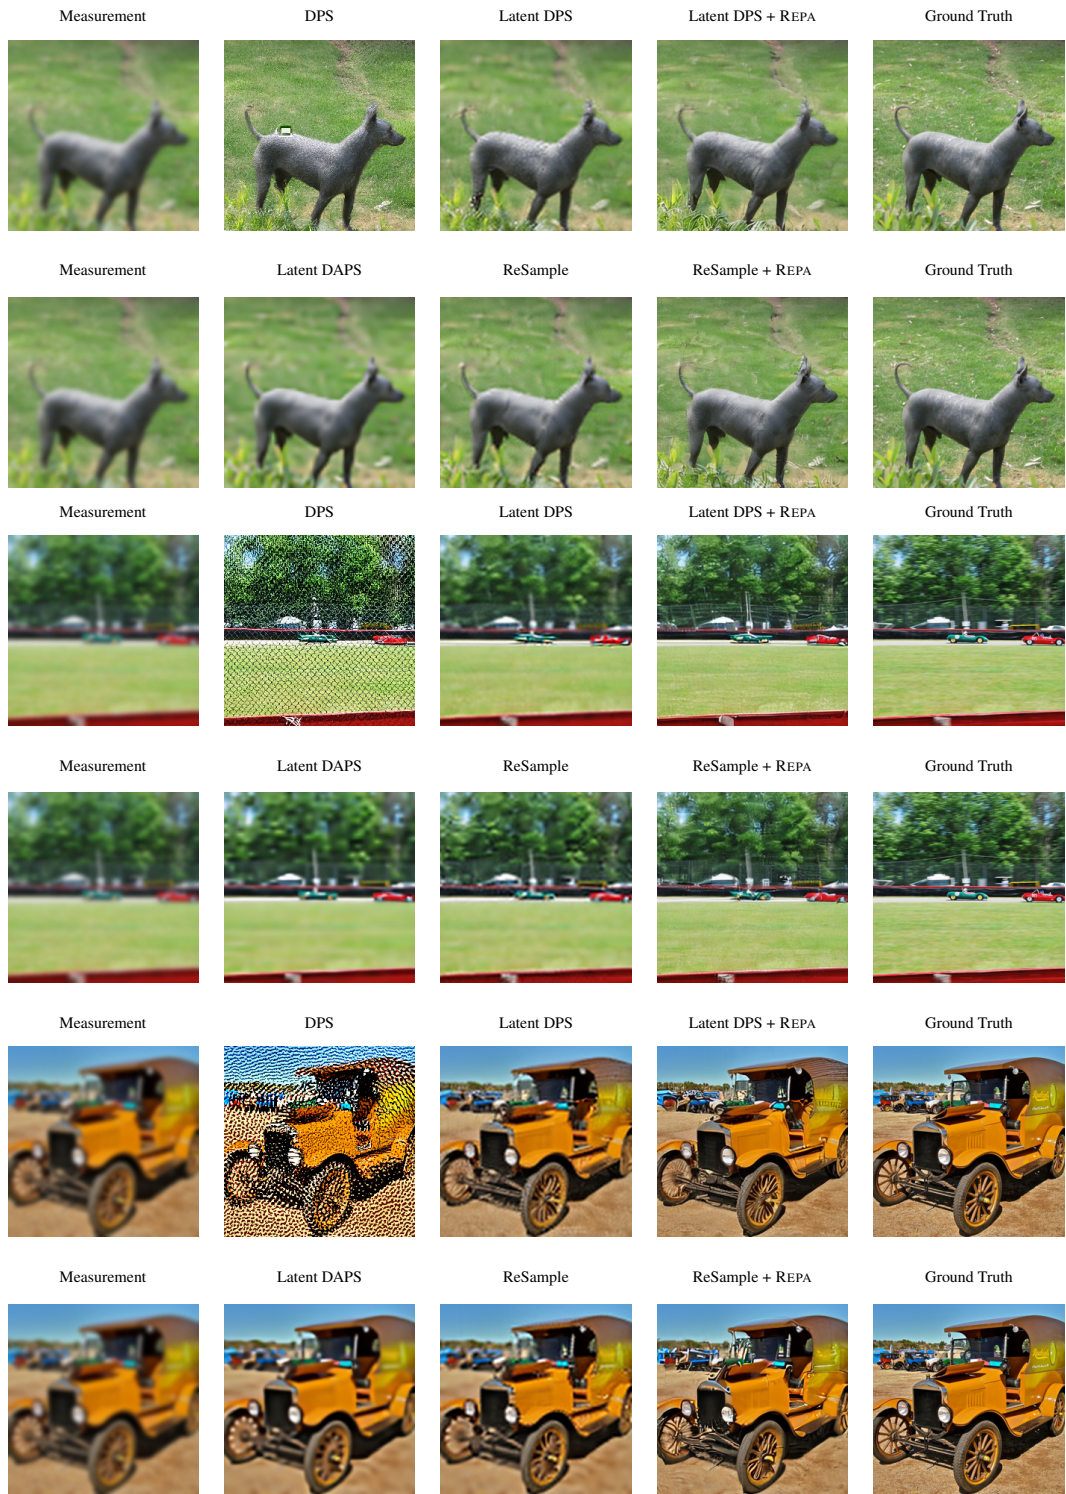 Measurement DPS Latent DPS Latent DPS + REPA Ground Truth
Measurement Latent DAPS ReSample ReSample + REPA Ground Truth
Measurement DPS Latent DPS Latent DPS + REPA Ground Truth
Measurement Latent DAPS ReSample ReSample + REPA Ground Truth
Measurement DPS Latent DPS Latent DPS + REPA Ground Truth
Measurement Latent DAPS ReSample ReSample + REPA Ground Truth